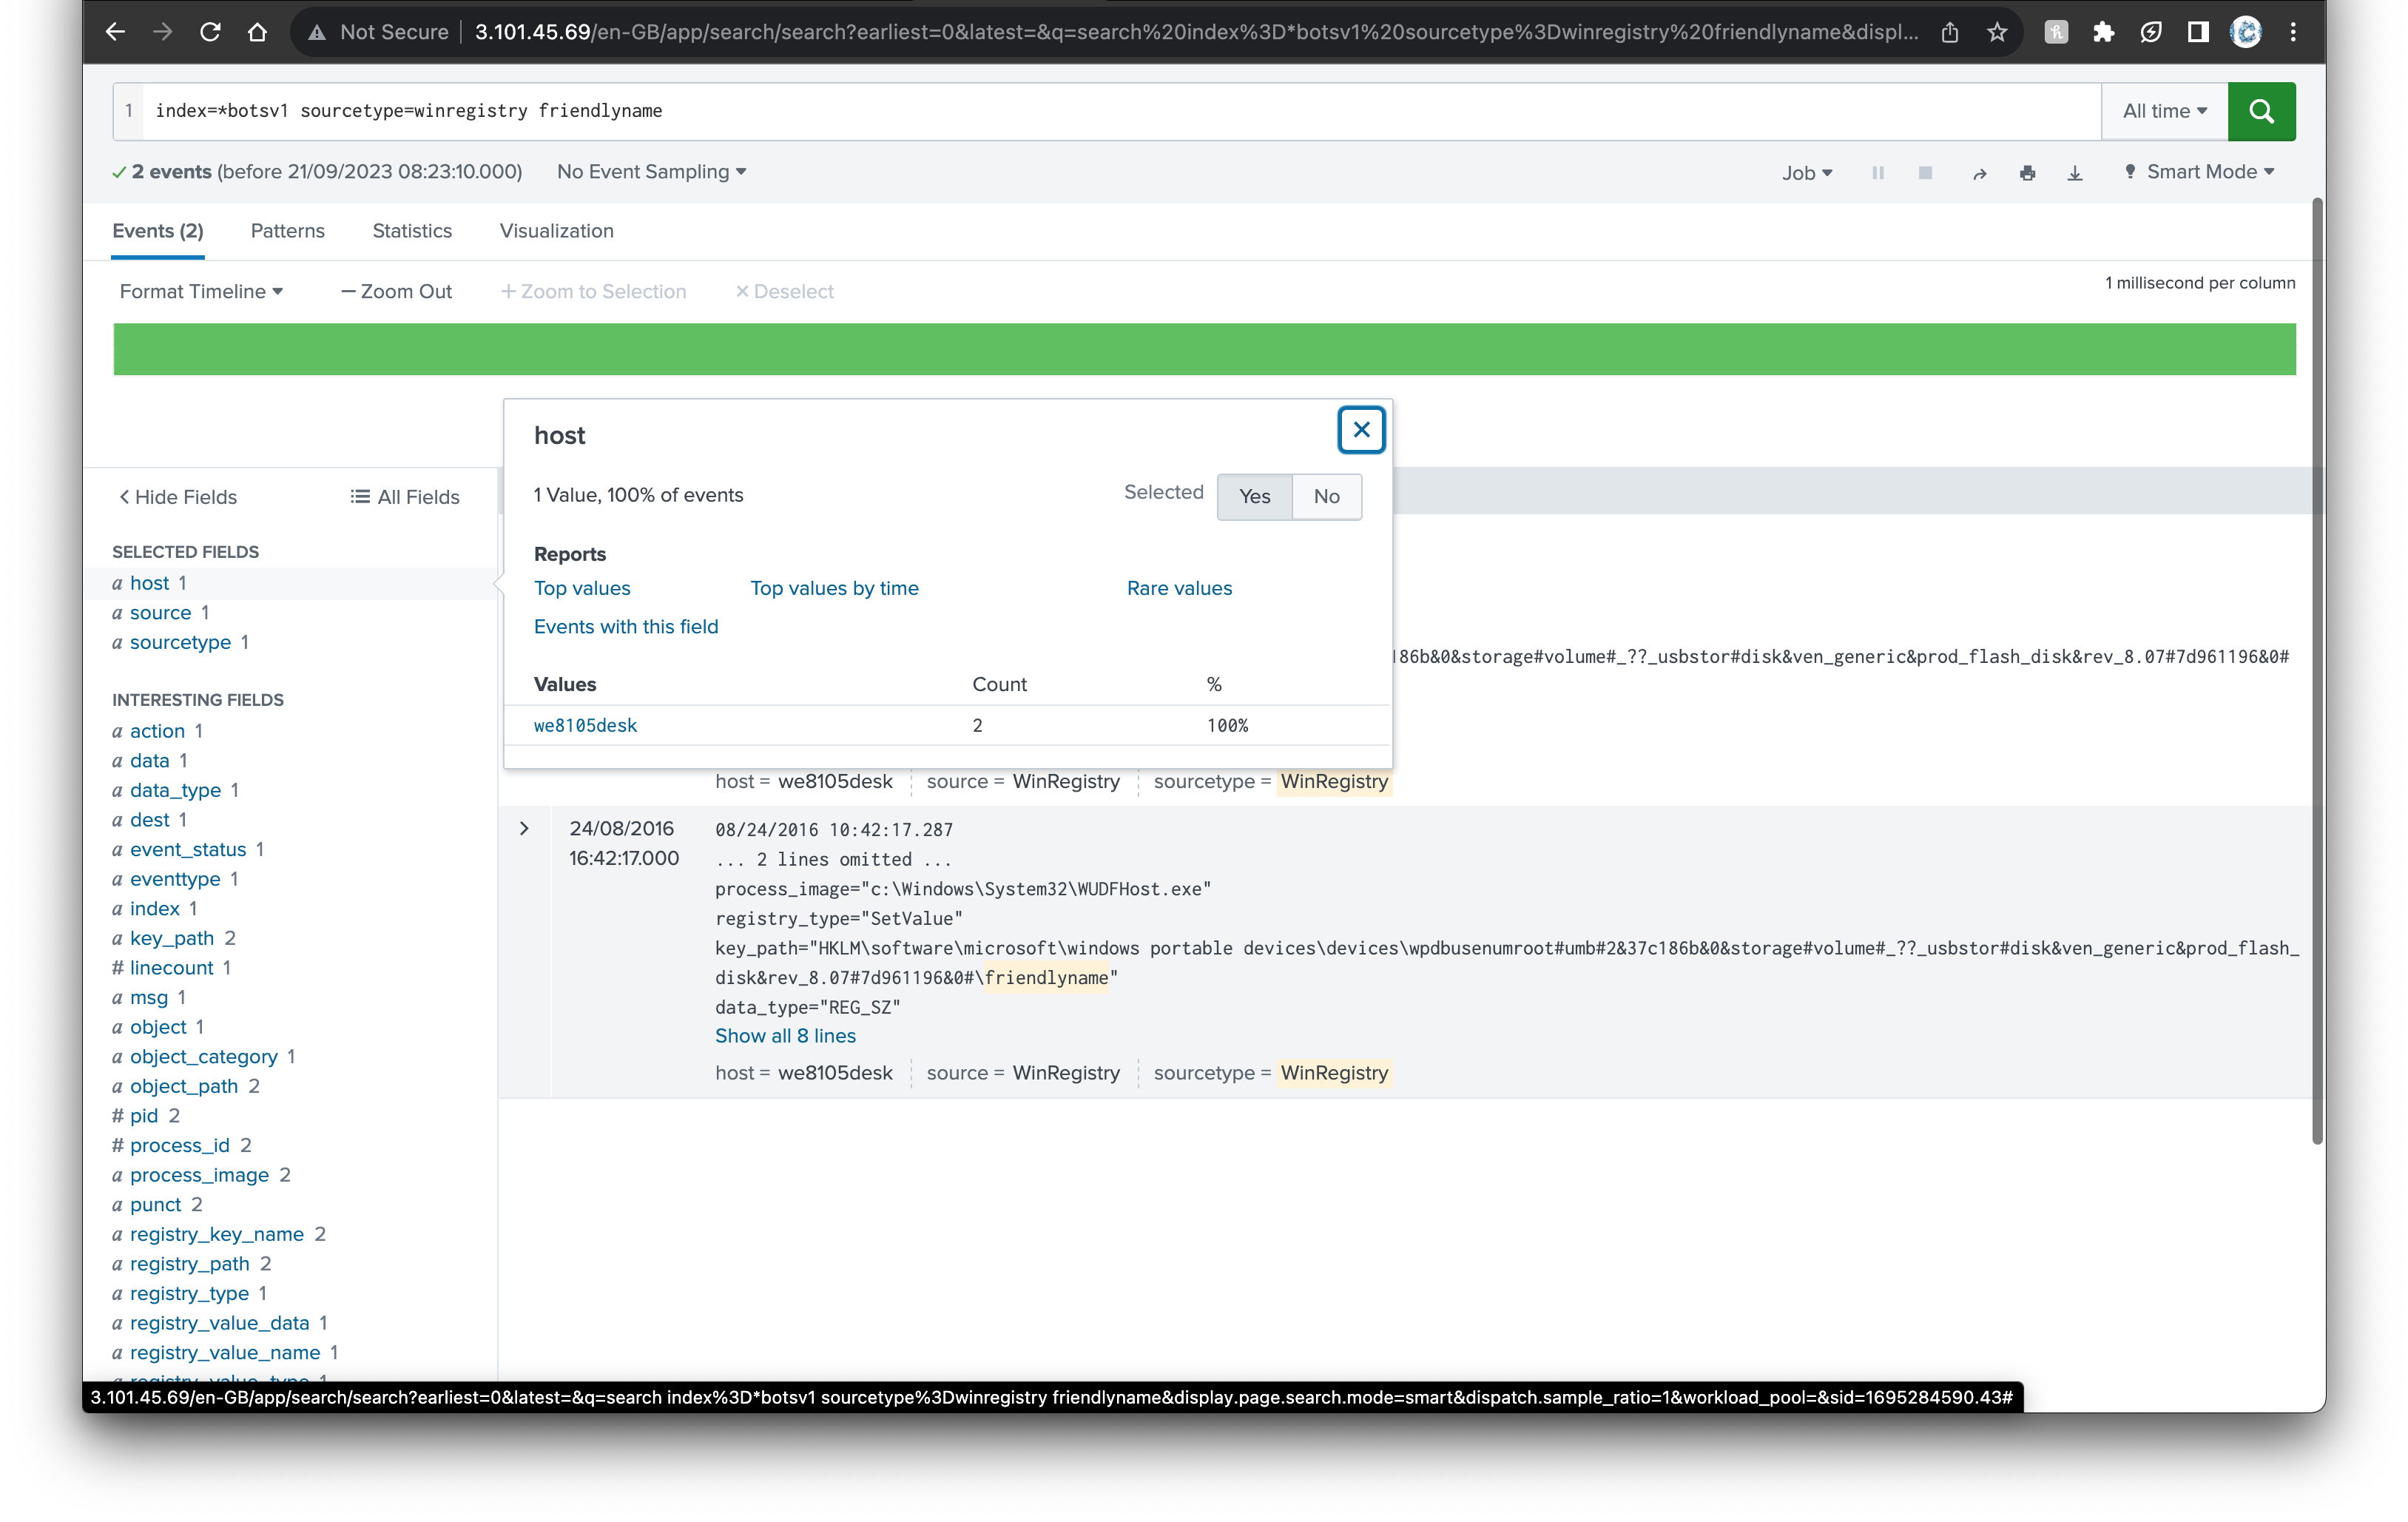 Not Secure 3.101.45.69/en-GB/app/search/search?earliest=0&latest=&q=search%20index%3D*botsv1%20sourcetype%3Dwinregistry%20friendlyname&displ...
1 index=*botsv1 sourcetype=winregistry friendlyname
All time
2 events (before 21/09/2023 08:23:10.000) No Event Sampling
Job Smart Mode
Events (2) Patterns Statistics Visualization
Format Timeline — Zoom Out + Zoom to Selection × Deselect
1 millisecond per column
host
1 Value, 100% of events
Selected Yes No
Reports
Top values Top values by time Rare values
Events with this field
Values Count %
we8105desk 2 100%
< Hide Fields All Fields
SELECTED FIELDS
a host 1
a source 1
a sourcetype 1
INTERESTING FIELDS
a action 1
a data 1
a data_type 1
a dest 1
a event_status 1
a eventtype 1
a index 1
a key_path 2
# linecount 1
a msg 1
a object 1
a object_category 1
a object_path 2
# pid 2
# process_id 2
a process_image 2
a punct 2
a registry_key_name 2
a registry_path 2
a registry_type 1
a registry_value_data 1
a registry_value_name 1
a registry_value_type 1
186b&0&storage#volume#_??_usbstor#disk&ven_generic&prod_flash_disk&rev_8.07#7d961196&0#
host = we8105desk source = WinRegistry sourcetype = WinRegistry
24/08/2016
16:42:17.000
08/24/2016 10:42:17.287
... 2 lines omitted ...
process_image="c:\Windows\System32\WUDFHost.exe"
registry_type="SetValue"
key_path="HKLM\software\microsoft\windows portable devices\devices\wpdbusenumroot#umb#2&37c186b&0&storage#volume#_??_usbstor#disk&ven_generic&prod_flash_
disk&rev_8.07#7d961196&0#\friendlyname"
data_type="REG_SZ"
Show all 8 lines
host = we8105desk source = WinRegistry sourcetype = WinRegistry
3.101.45.69/en-GB/app/search/search?earliest=0&latest=&q=search index%3D*botsv1 sourcetype%3Dwinregistry friendlyname&display.page.search.mode=smart&dispatch.sample_ratio=1&workload_pool=&sid=1695284590.43#